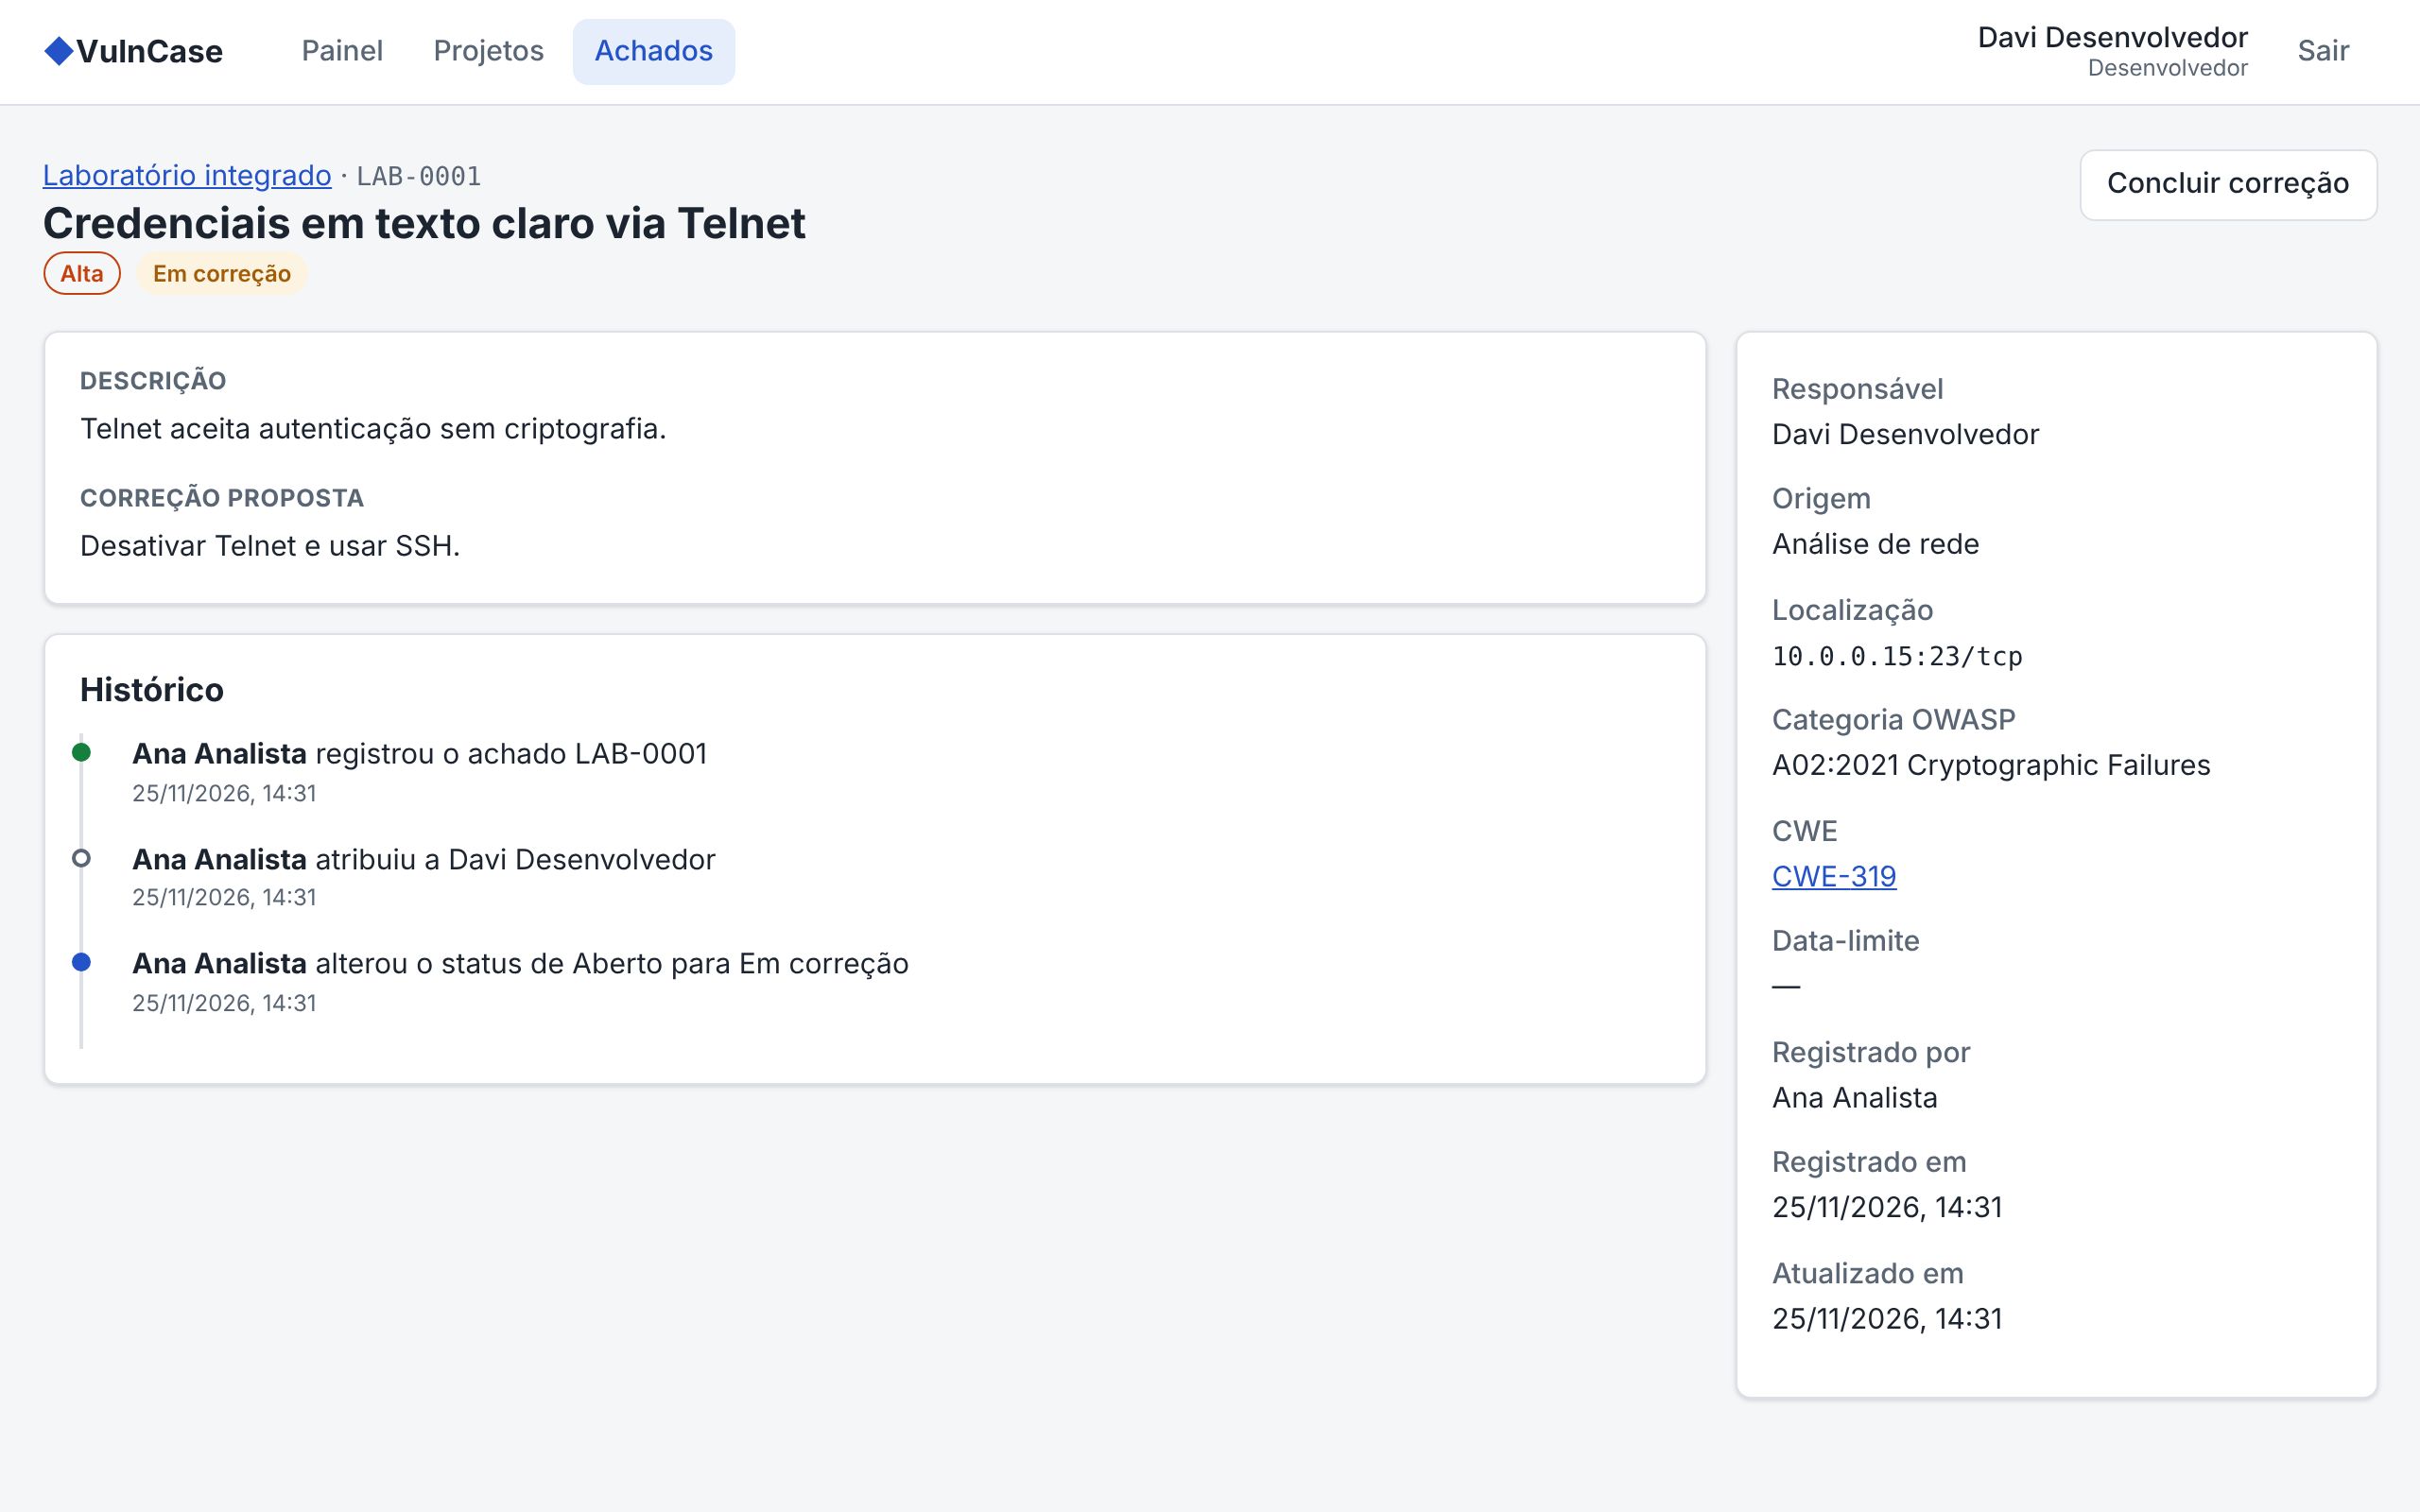 VulnCase
Painel
Projetos
Achados
Davi Desenvolvedor
Desenvolvedor
Sair
Laboratório integrado · LAB-0001
Credenciais em texto claro via Telnet
Alta
Em correção
Concluir correção
DESCRIÇÃO
Telnet aceita autenticação sem criptografia.
CORREÇÃO PROPOSTA
Desativar Telnet e usar SSH.
Histórico
Ana Analista registrou o achado LAB-0001
25/11/2026, 14:31
Ana Analista atribuiu a Davi Desenvolvedor
25/11/2026, 14:31
Ana Analista alterou o status de Aberto para Em correção
25/11/2026, 14:31
Responsável
Davi Desenvolvedor
Origem
Análise de rede
Localização
10.0.0.15:23/tcp
Categoria OWASP
A02:2021 Cryptographic Failures
CWE
CWE-319
Data-limite
—
Registrado por
Ana Analista
Registrado em
25/11/2026, 14:31
Atualizado em
25/11/2026, 14:31